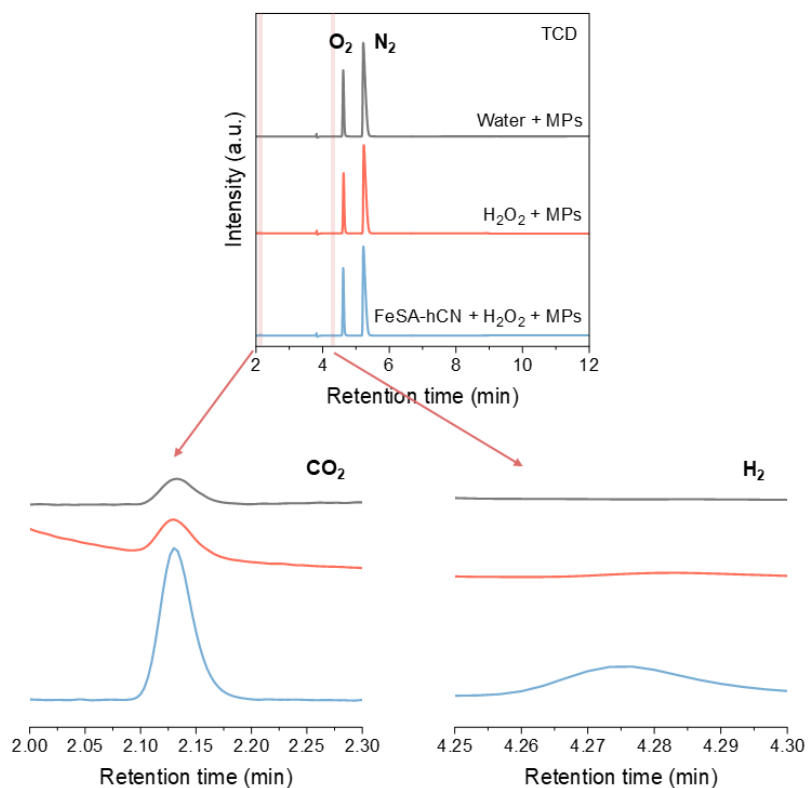 TCD
O₂ N₂
Water + MPs
H₂O₂ + MPs
FeSA-hCN + H₂O₂ + MPs
Intensity (a.u.)
2 4 6 8 10 12
Retention time (min)
CO₂
2.00 2.05 2.10 2.15 2.20 2.25 2.30
Retention time (min)
H₂
4.25 4.26 4.27 4.28 4.29 4.30
Retention time (min)